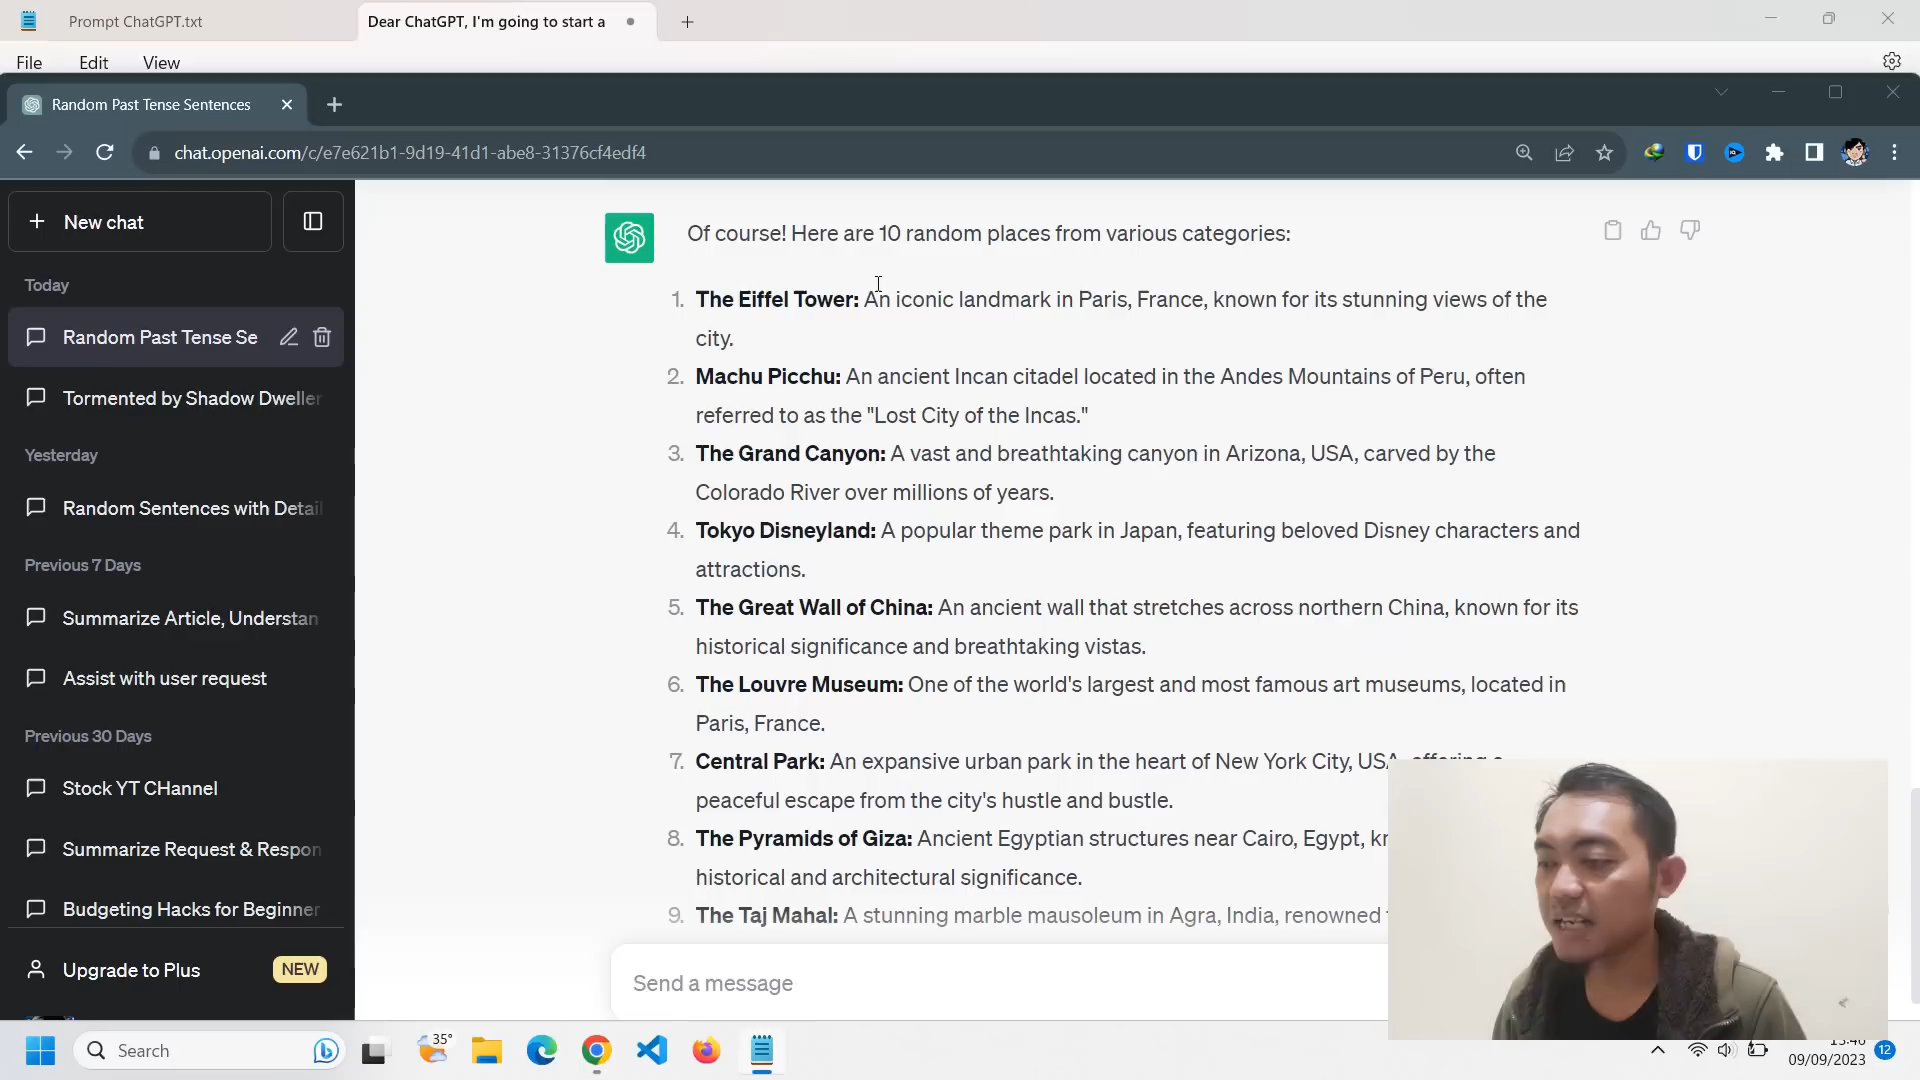 Prompt ChatGPT.txt
Dear ChatGPT, I'm going to start a
File Edit View
Random Past Tense Sentences
chat.openai.com/c/e7e621b1-9d19-41d1-abe8-31376cf4edf4
New chat
Today
Random Past Tense Se
Tormented by Shadow Dweller
Yesterday
Random Sentences with Detail
Previous 7 Days
Summarize Article, Understan
Assist with user request
Previous 30 Days
Stock YT CHannel
Summarize Request & Respon
Budgeting Hacks for Beginner
Upgrade to Plus NEW
Of course! Here are 10 random places from various categories:
1. The Eiffel Tower: An iconic landmark in Paris, France, known for its stunning views of the
city.
2. Machu Picchu: An ancient Incan citadel located in the Andes Mountains of Peru, often
referred to as the "Lost City of the Incas."
3. The Grand Canyon: A vast and breathtaking canyon in Arizona, USA, carved by the
Colorado River over millions of years.
4. Tokyo Disneyland: A popular theme park in Japan, featuring beloved Disney characters and
attractions.
5. The Great Wall of China: An ancient wall that stretches across northern China, known for its
historical significance and breathtaking vistas.
6. The Louvre Museum: One of the world's largest and most famous art museums, located in
Paris, France.
7. Central Park: An expansive urban park in the heart of New York City, USA, offering a
peaceful escape from the city's hustle and bustle.
8. The Pyramids of Giza: Ancient Egyptian structures near Cairo, Egypt,
historical and architectural significance.
9. The Taj Mahal: A stunning marble mausoleum in Agra, India, renowned
Send a message
Search
35°
09/09/2023
12